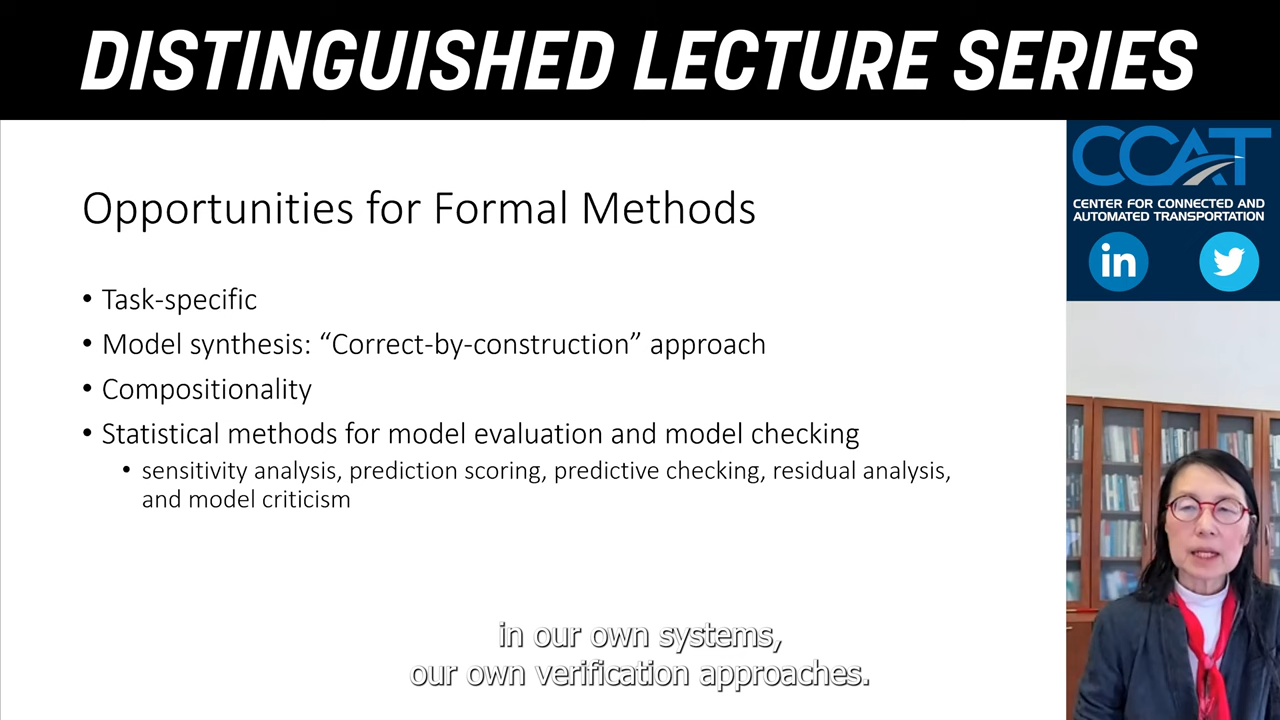 DISTINGUISHED LECTURE SERIES
CCAT
CENTER FOR CONNECTED AND
AUTOMATED TRANSPORTATION
in
Opportunities for Formal Methods
• Task-specific
• Model synthesis: “Correct-by-construction” approach
• Compositionality
• Statistical methods for model evaluation and model checking
• sensitivity analysis, prediction scoring, predictive checking, residual analysis,
and model criticism
in our own systems,
our own verification approaches.